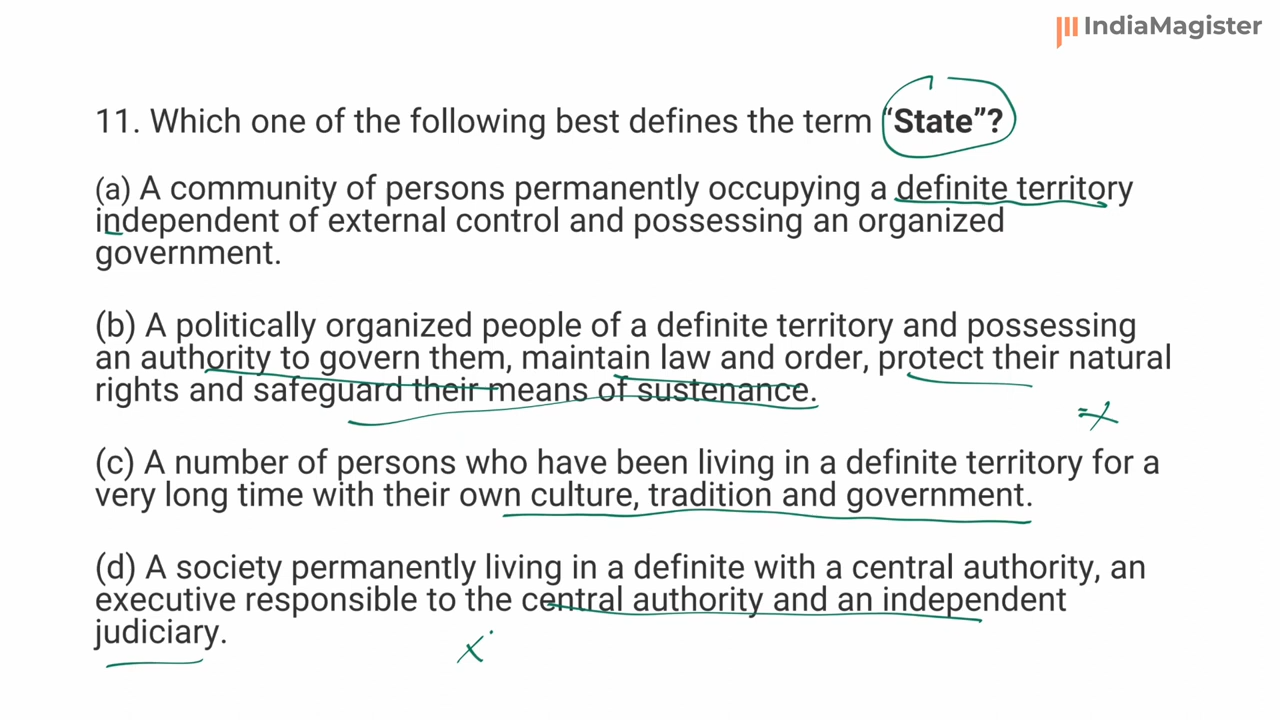 IndiaMagister
11. Which one of the following best defines the term “State”?
(a) A community of persons permanently occupying a definite territory
independent of external control and possessing an organized
government.
(b) A politically organized people of a definite territory and possessing
an authority to govern them, maintain law and order, protect their natural
rights and safeguard their means of sustenance.
(c) A number of persons who have been living in a definite territory for a
very long time with their own culture, tradition and government.
(d) A society permanently living in a definite with a central authority, an
executive responsible to the central authority and an independent
judiciary.